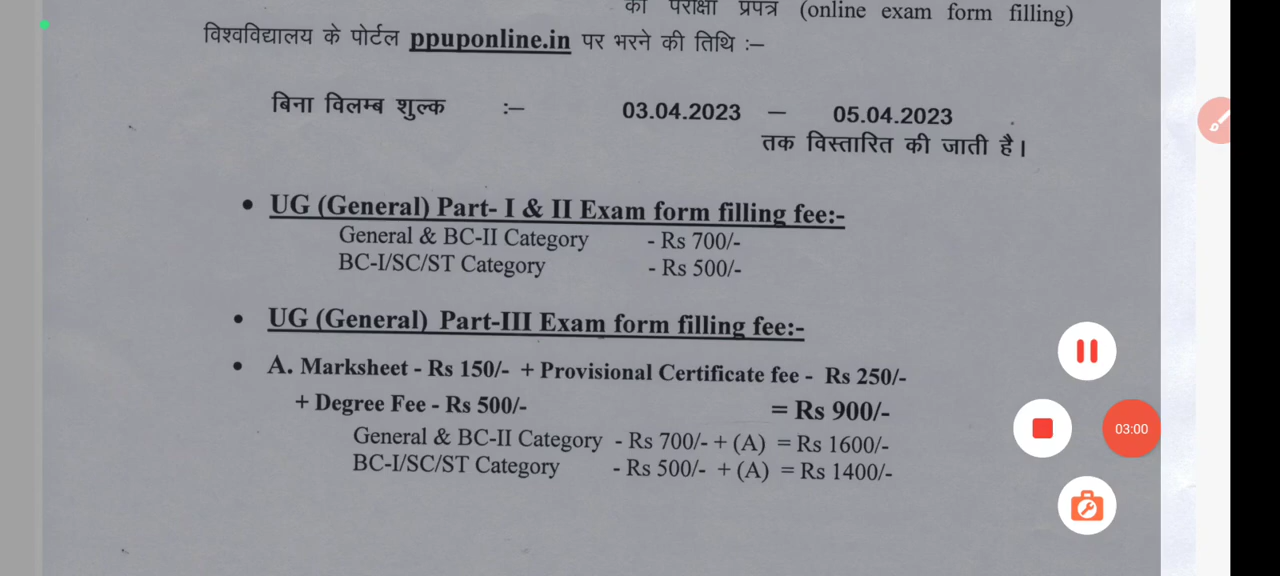 का परीक्षा प्रपत्र (online exam form filling)
विश्वविद्यालय के पोर्टल ppuponline.in पर भरने की तिथि :–
बिना विलम्ब शुल्क :– 03.04.2023 – 05.04.2023
तक विस्तारित की जाती है।
• UG (General) Part- I & II Exam form filling fee:-
General & BC-II Category - Rs 700/-
BC-I/SC/ST Category - Rs 500/-
• UG (General) Part-III Exam form filling fee:-
• A. Marksheet - Rs 150/- + Provisional Certificate fee - Rs 250/-
+ Degree Fee - Rs 500/- = Rs 900/-
General & BC-II Category - Rs 700/- + (A) = Rs 1600/-
BC-I/SC/ST Category - Rs 500/- + (A) = Rs 1400/-
03:00